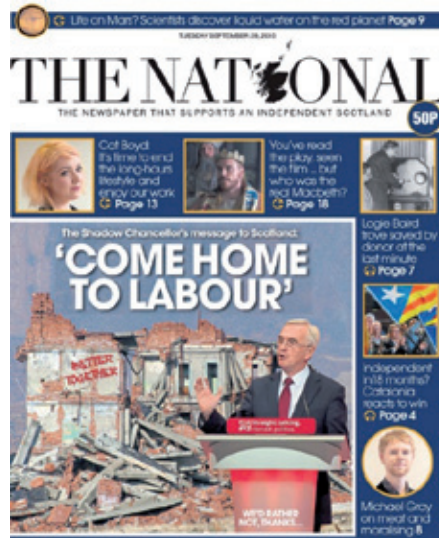 Life on Mars? Scientists discover liquid water on the red planet Page 9
TUESDAY SEPTEMBER 29, 2015
THE NATIONAL
THE NEWSPAPER THAT SUPPORTS AN INDEPENDENT SCOTLAND
50P
Cat Boyd:
It's time to end
the long-hours
lifestyle and
enjoy our work
Page 13
You've read
the play, seen
the film ... but
who was the
real Macbeth?
Page 18
Logie Baird
trove saved by
donor at the
last minute
Page 7
The Shadow Chancellor's message to Scotland:
'COME HOME
TO LABOUR'
BETTER
TOGETHER
Independent
in 18 months?
Catalonia
reacts to win
Page 4
WE'D RATHER
NOT, THANKS...
Michael Gray
on meat and
moralising 8